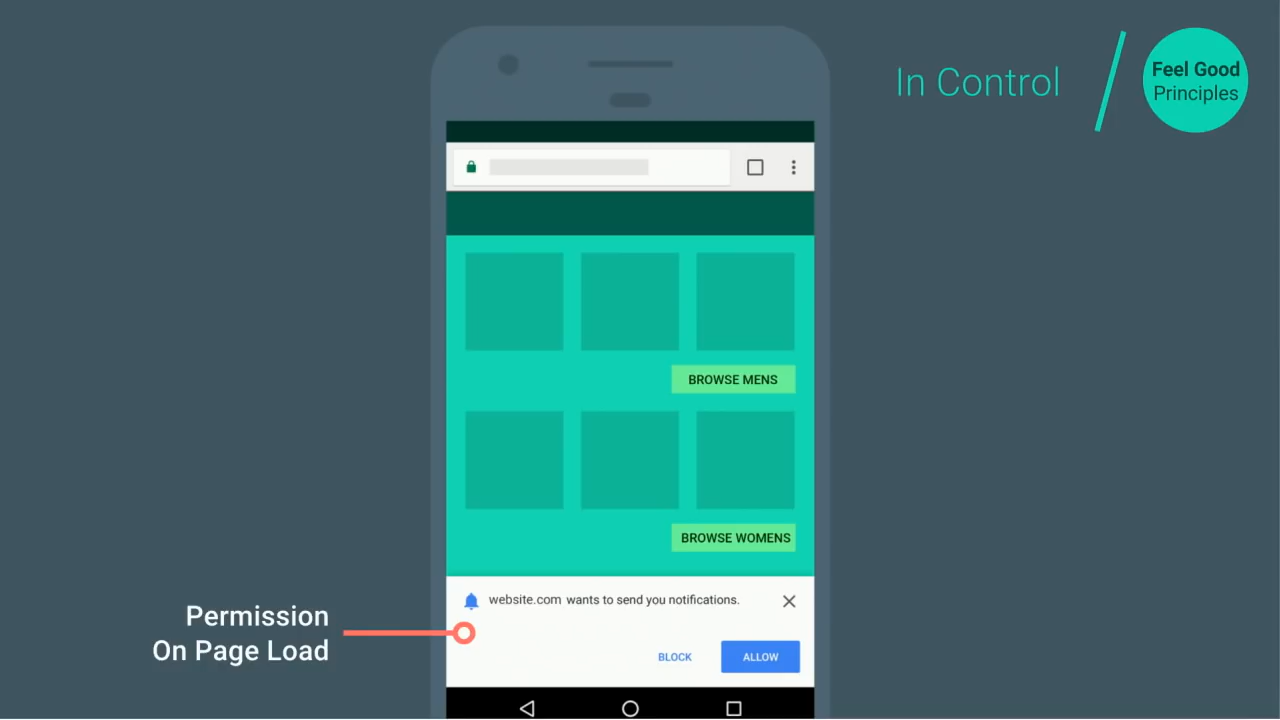 In Control
Feel Good
Principles
BROWSE MENS
BROWSE WOMENS
website.com wants to send you notifications.
BLOCK
ALLOW
Permission
On Page Load